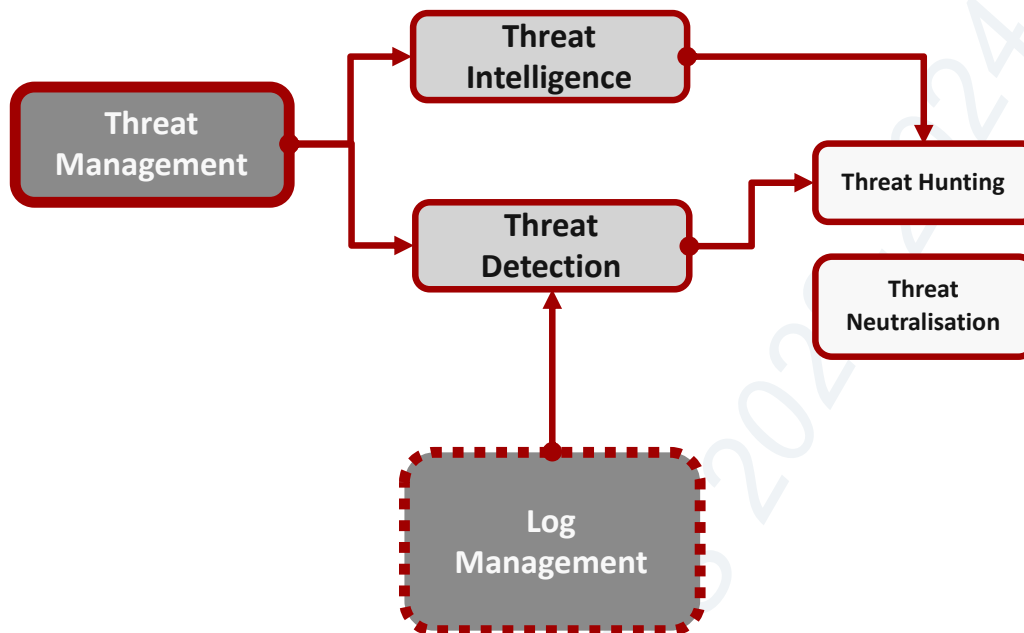 Threat
Intelligence
Threat
Management
Threat Hunting
Threat
Detection
Threat
Neutralisation
Log
Management